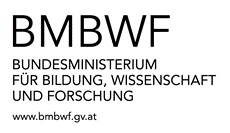 BMBWF
BUNDESMINISTERIUM
FÜR BILDUNG, WISSENSCHAFT
UND FORSCHUNG
www.bmbwf.gv.at